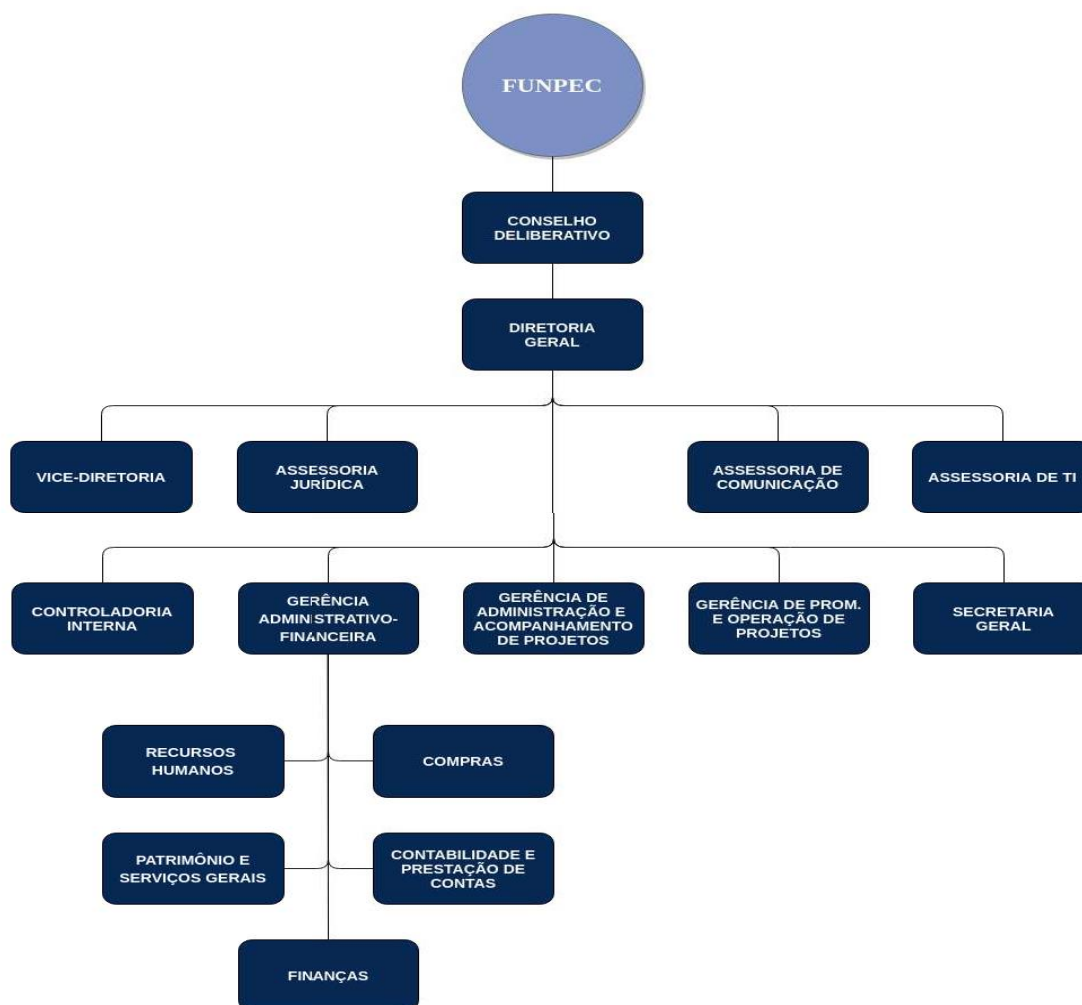 FUNPEC
CONSELHO
DELIBERATIVO
DIRETORIA
GERAL
VICE-DIRETORIA
ASSESSORIA
JURÍDICA
ASSESSORIA DE
COMUNICAÇÃO
ASSESSORIA DE TI
CONTROLADORIA
INTERNA
GERÊNCIA
ADMINISTRATIVO-
FINANCEIRA
GERÊNCIA DE
ADMINISTRAÇÃO E
ACOMPANHAMENTO
DE PROJETOS
GERÊNCIA DE PROM.
E OPERAÇÃO DE
PROJETOS
SECRETARIA
GERAL
RECURSOS
HUMANOS
COMPRAS
PATRIMÔNIO E
SERVIÇOS GERAIS
CONTABILIDADE E
PRESTAÇÃO DE
CONTAS
FINANÇAS